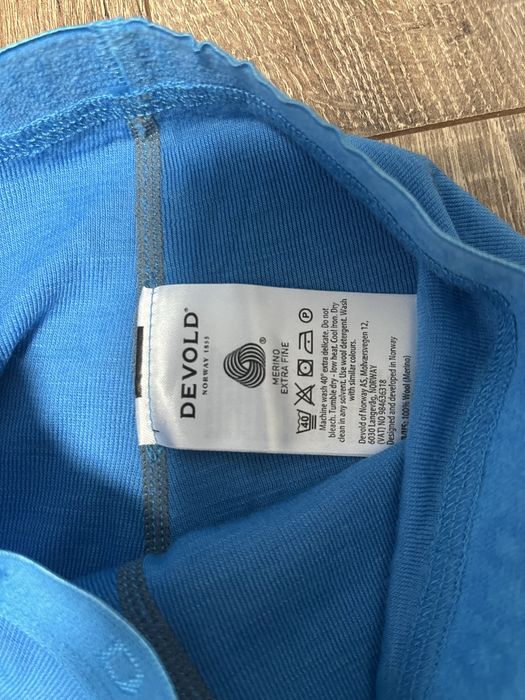 DEVOLD®
NORWAY 1853
®
MERINO
EXTRA FINE
40 P
Machine wash 40° extra delicate. Do not
bleach. Tumble dry - low heat. Cool Iron. Dry
clean in any solvent. Use wool detergent. Wash
with similar colours.
Devold of Norway AS, Molværsvegen 12,
6030 Langevåg, NORWAY
(VAT) NO 984636318
Designed and developed in Norway
100% Wool (Merino)